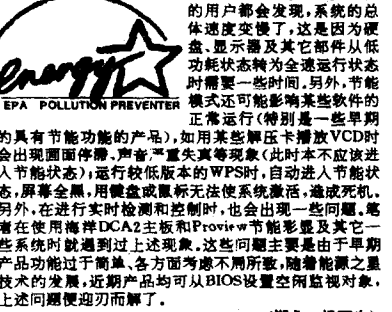 的用户都会发现,系统的总
体速度变慢了,这是因为硬
盘、显示器及其它部件从低
功耗状态转为全速运行状态
时需要一些时间。另外,节能
模式还可能影响某些软件的
正常运行(特别是一些早期
energy
EPA POLLUTION PREVENTER
的具有节能功能的产品),如用某些解压卡播放VCD时
会出现画面停滞、声音严重失真等现象(此时本不应该进
入节能状态);运行较低版本的WPS时,自动进入节能状
态,屏幕全黑,用键盘或鼠标无法使系统激活,造成死机。
另外,在进行实时检测和控制时,也会出现一些问题。笔
者在使用海洋DCA2主板和Proview节能彩显及其它一
些系统时就遇到过上述现象。这些问题主要是由于早期
产品功能过于简单、各方面考虑不周所致,随着能源之星
技术的发展,近期产品均可从BIOS设置空闲监视对象,
上述问题便迎刃而解了。